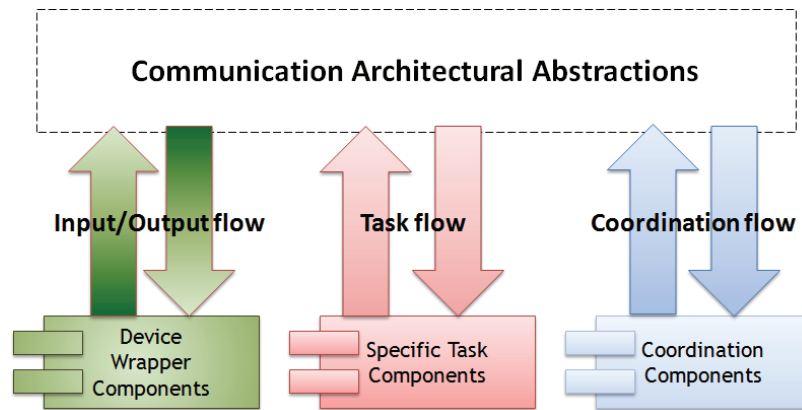 Communication Architectural Abstractions
Input/Output flow
Task flow
Coordination flow
Device
Wrapper
Components
Specific Task
Components
Coordination
Components